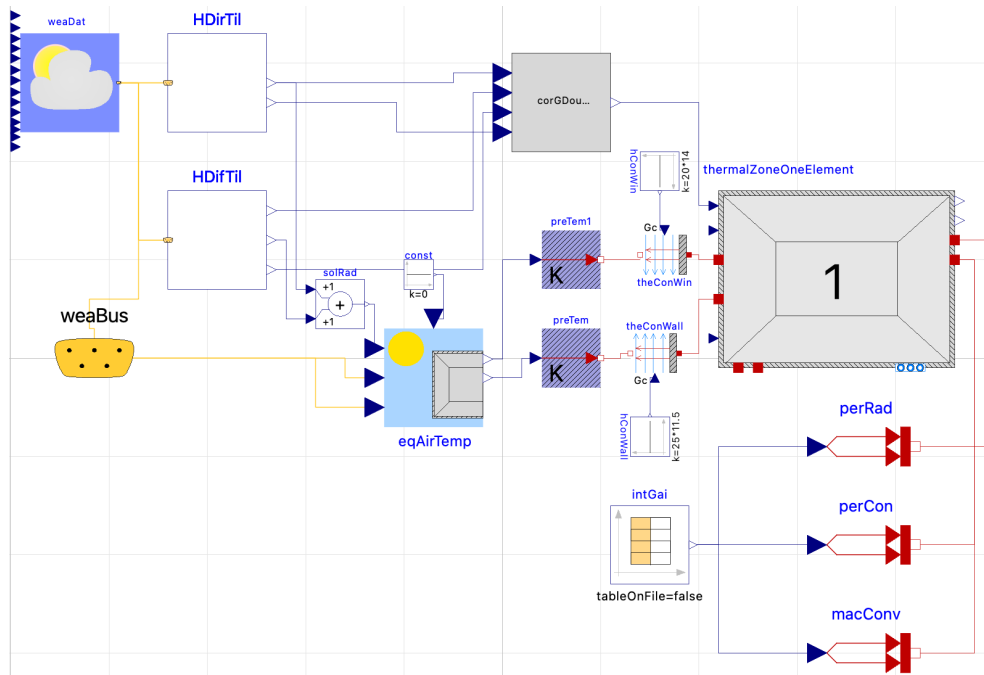 weaDat
HDirTil
corGDou...
hConWin
k=20*14
thermalZoneOneElement
HDifTil
preTem1
K
Gc
theConWin
1
const
k=0
solRad
+1
+
+1
weaBus
preTem
K
theConWall
Gc
eqAirTemp
hConWall
k=25*11.5
perRad
intGai
tableOnFile=false
perCon
macConv